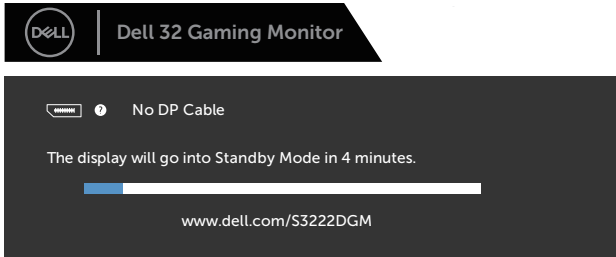 DELL
Dell 32 Gaming Monitor
? No DP Cable
The display will go into Standby Mode in 4 minutes.
www.dell.com/S3222DGM